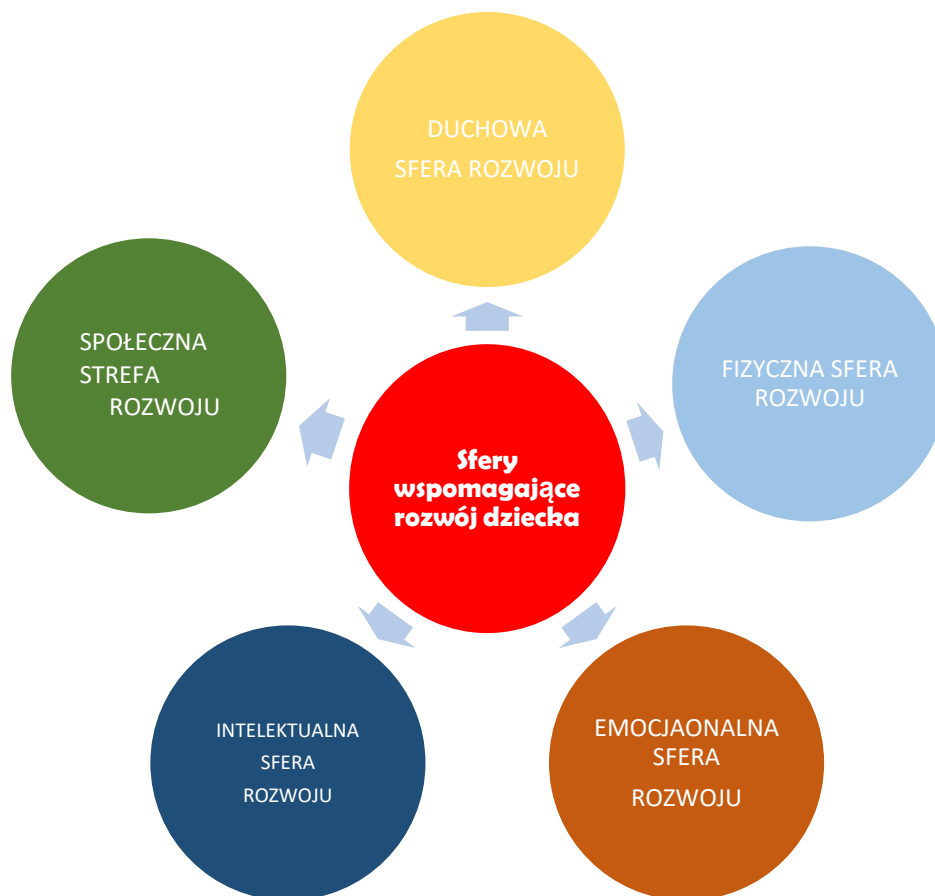 DUCHOWA
SFERA ROZWOJU
SPOŁECZNA
STREFA
ROZWOJU
FIZYCZNA SFERA
ROZWOJU
Sfery
wspomagające
rozwój dziecka
INTELEKTUALNA
SFERA
ROZWOJU
EMOCJAONALNA
SFERA
ROZWOJU